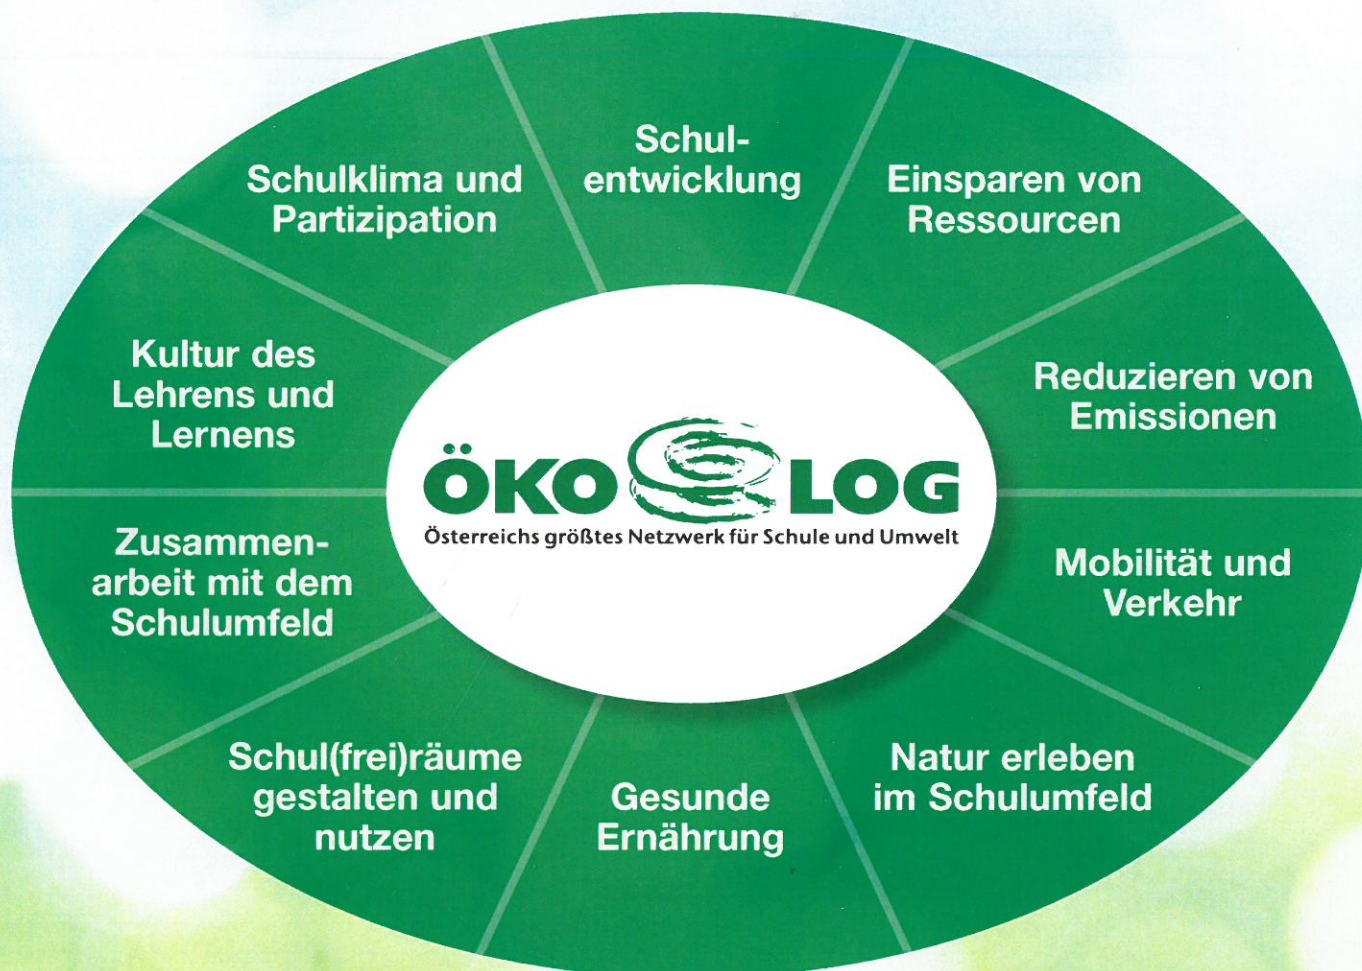 Schul-
entwicklung
Einsparen von
Ressourcen
Reduzieren von
Emissionen
Mobilität und
Verkehr
Natur erleben
im Schulumfeld
Gesunde
Ernährung
Schul(frei)räume
gestalten und
nutzen
Zusammen-
arbeit mit dem
Schulumfeld
Kultur des
Lehrens und
Lernens
Schulklima und
Partizipation
ÖKOLOG
Österreichs größtes Netzwerk für Schule und Umwelt